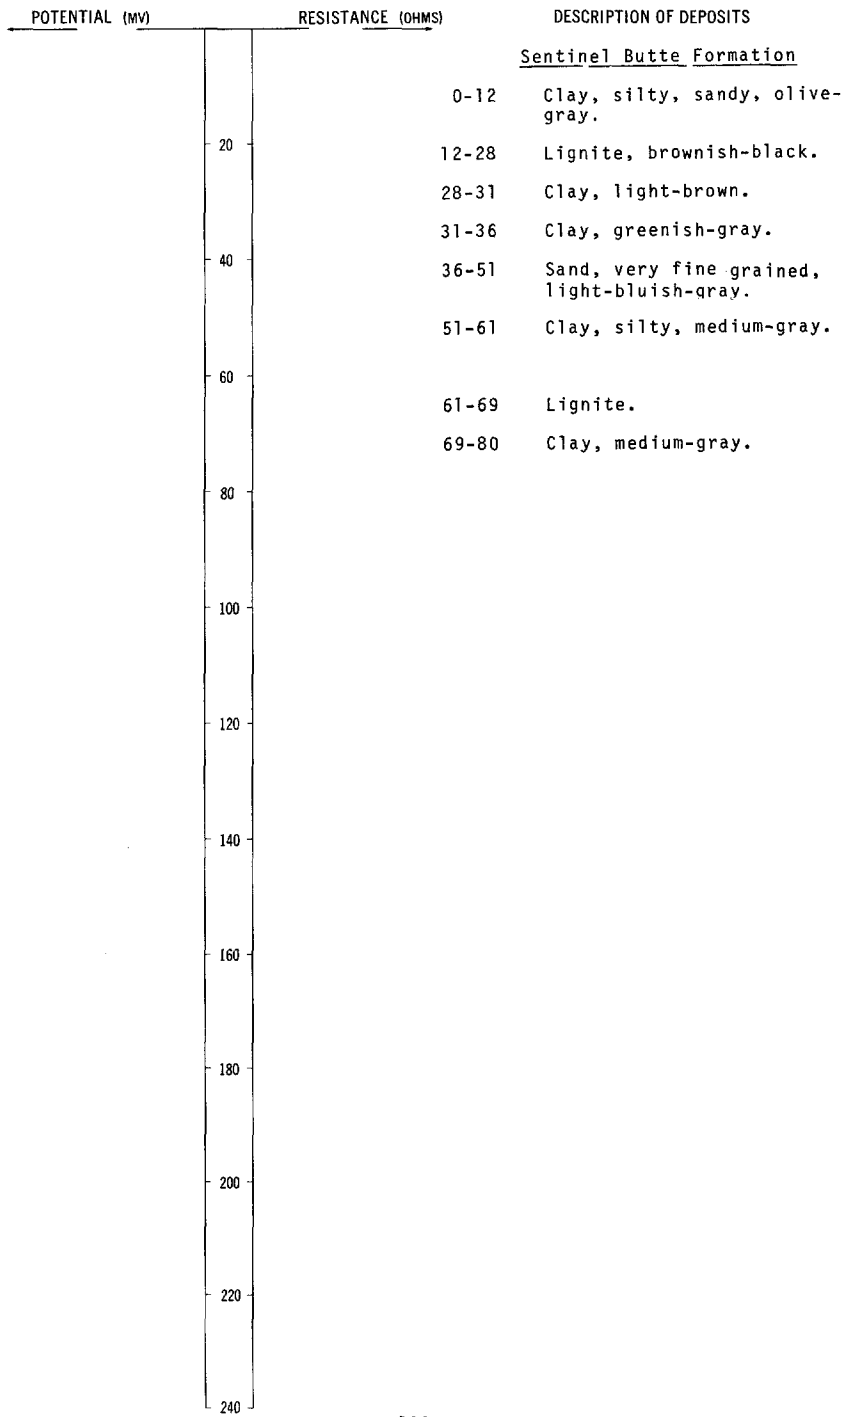 POTENTIAL (MV) RESISTANCE (OHMS) DESCRIPTION OF DEPOSITS
Sentinel Butte Formation
0-12 Clay, silty, sandy, olive-
gray.
20
12-28 Lignite, brownish-black.
28-31 Clay, light-brown.
31-36 Clay, greenish-gray.
40
36-51 Sand, very fine grained,
light-bluish-gray.
51-61 Clay, silty, medium-gray.
60
61-69 Lignite.
69-80 Clay, medium-gray.
80
100
120
140
160
180
200
220
240